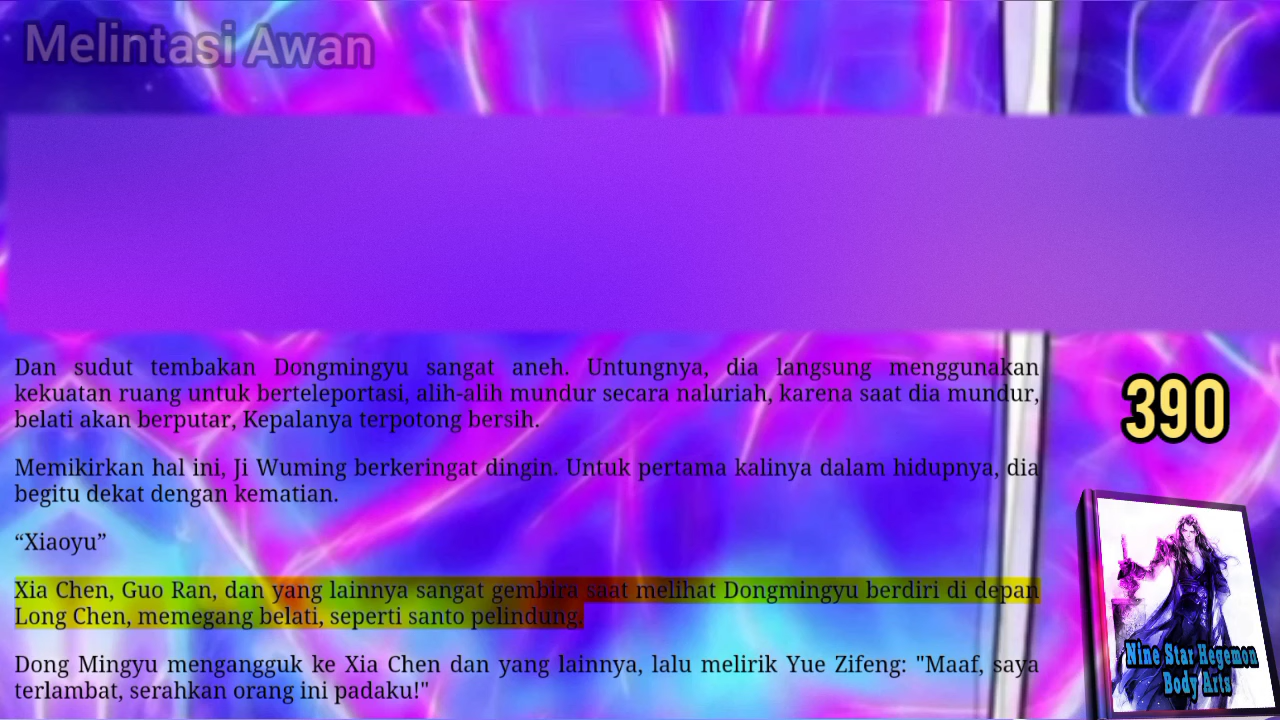 Melintasi Awan
Dan sudut tembakan Dongmingyu sangat aneh. Untungnya, dia langsung menggunakan
kekuatan ruang untuk berteleportasi, alih-alih mundur secara naluriah, karena saat dia mundur,
belati akan berputar, Kepalanya terpotong bersih.
Memikirkan hal ini, Ji Wuming berkeringat dingin. Untuk pertama kalinya dalam hidupnya, dia
begitu dekat dengan kematian.
“Xiaoyu”
Xia Chen, Guo Ran, dan yang lainnya sangat gembira saat melihat Dongmingyu berdiri di depan
Long Chen, memegang belati, seperti santo pelindung.
Dong Mingyu mengangguk ke Xia Chen dan yang lainnya, lalu melirik Yue Zifeng: "Maaf, saya
terlambat, serahkan orang ini padaku!"
390
Nine Star Hegemon
Body Arts